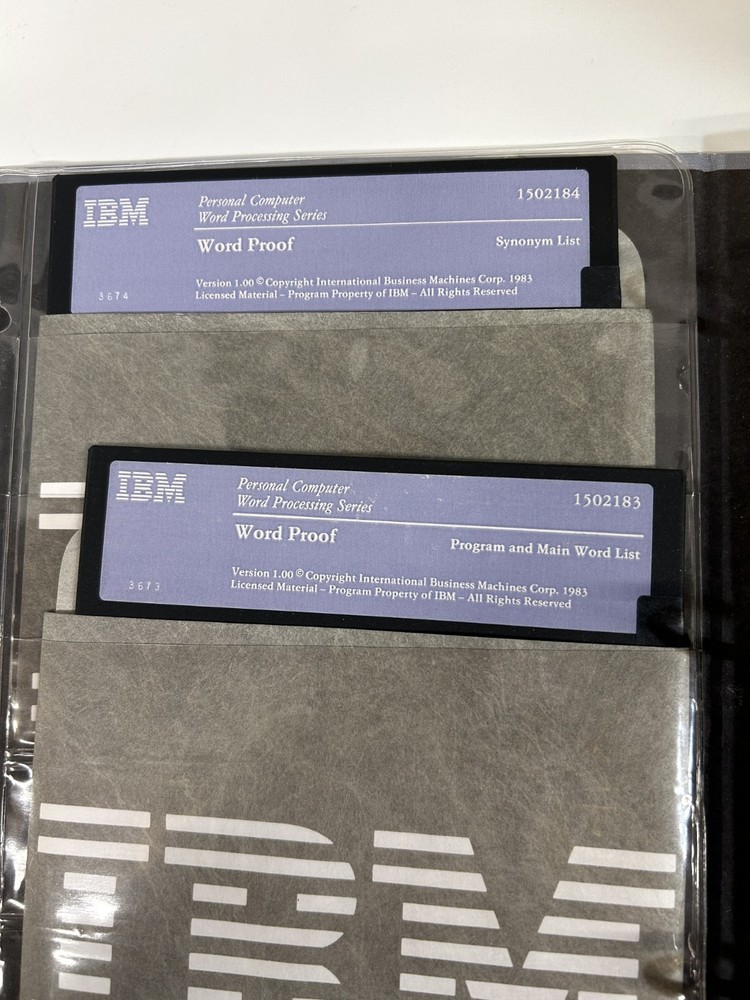 IBM
Personal Computer
Word Processing Series
1502184
Word Proof
Synonym List
Version 1.00 © Copyright International Business Machines Corp. 1983
Licensed Material – Program Property of IBM – All Rights Reserved
3674
IBM
Personal Computer
Word Processing Series
1502183
Word Proof
Program and Main Word List
Version 1.00 © Copyright International Business Machines Corp. 1983
Licensed Material – Program Property of IBM – All Rights Reserved
3673
IBM